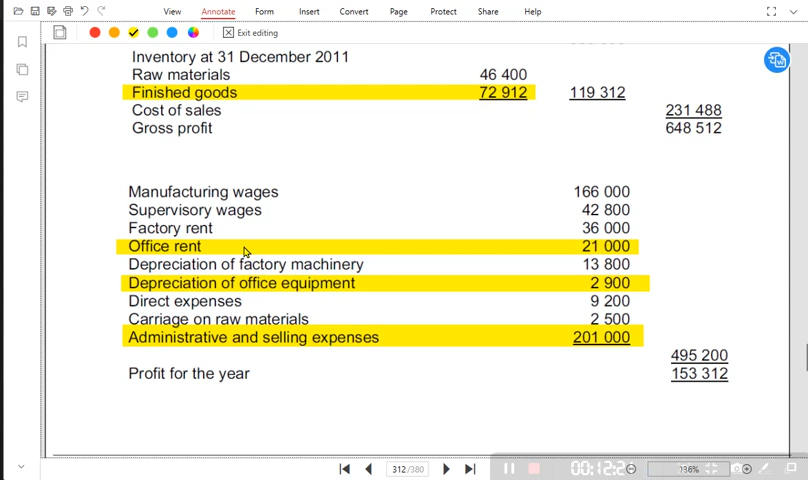 View Annotate Form Insert Comment Page Protect Share Help
Exit editing
Inventory at 31 December 2011
Raw materials 46 400
Finished goods 72 912 119 312
Cost of sales 231 488
Gross profit 648 512
Manufacturing wages 166 000
Supervisory wages 42 800
Factory rent 36 000
Office rent 21 000
Depreciation of factory machinery 13 800
Depreciation of office equipment 2 900
Direct expenses 9 200
Carriage on raw materials 2 500
Administrative and selling expenses 201 000
495 200
Profit for the year 153 312
312/380 136%